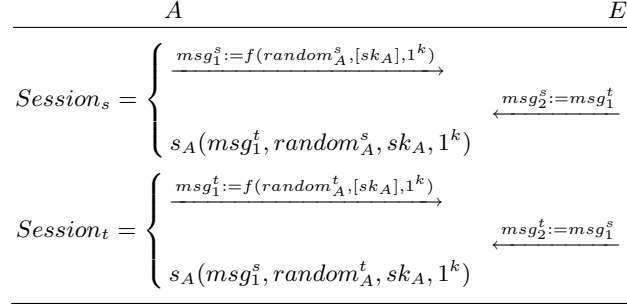 A E
msg_1^s:=f(random_A^s,[sk_A],1^k)
Session_s = {
msg_2^s:=msg_1^t
s_A(msg_1^t,random_A^s,sk_A,1^k)
msg_1^t:=f(random_A^t,[sk_A],1^k)
Session_t = {
msg_2^t:=msg_1^s
s_A(msg_1^s,random_A^t,sk_A,1^k)